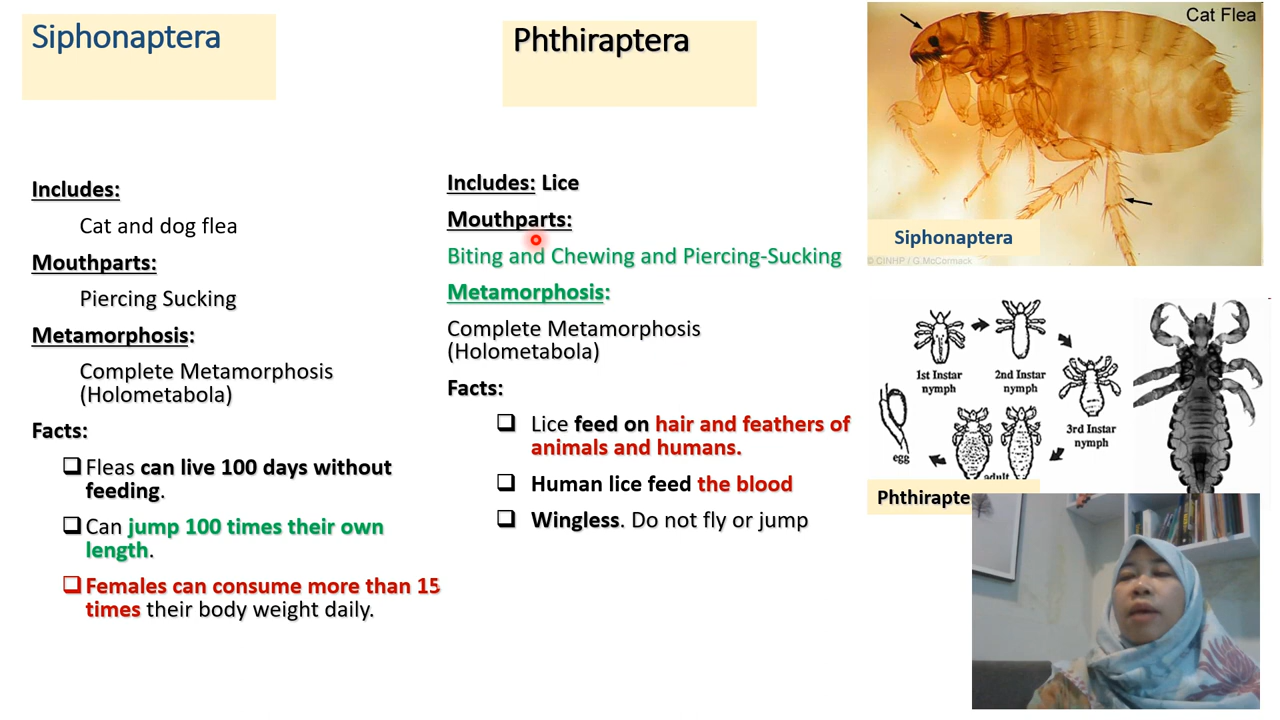 Siphonaptera
Includes:
Cat and dog flea
Mouthparts:
Piercing Sucking
Metamorphosis:
Complete Metamorphosis
(Holometabola)
Facts:
Fleas can live 100 days without
feeding.
Can jump 100 times their own
length.
Females can consume more than 15
times their body weight daily.
Phthiraptera
Includes: Lice
Mouthparts:
Biting and Chewing and Piercing-Sucking
Metamorphosis:
Complete Metamorphosis
(Holometabola)
Facts:
Lice feed on hair and feathers of
animals and humans.
Human lice feed the blood
Wingless. Do not fly or jump
Cat Flea
Siphonaptera
© CINHP / G.McCormack
1st Instar
nymph
2nd Instar
nymph
3rd Instar
nymph
egg
adult
Phthirapte